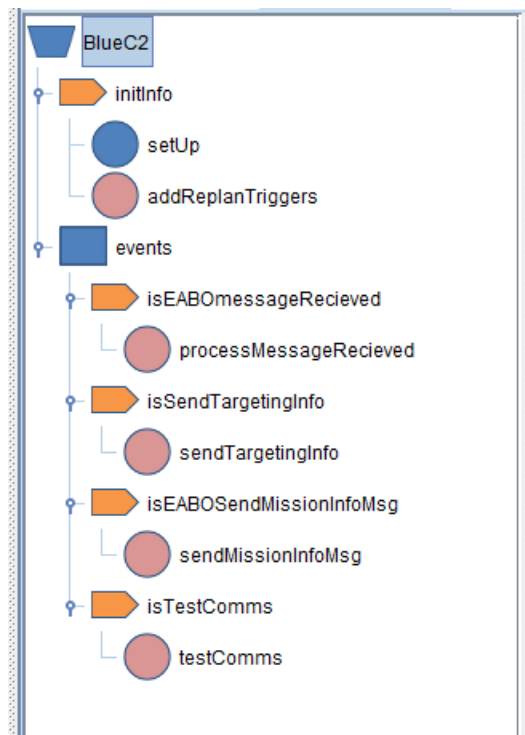 BlueC2
initInfo
setUp
addReplanTriggers
events
isEABOmessageRecieved
processMessageRecieved
isSendTargetingInfo
sendTargetingInfo
isEABOSendMissionInfoMsg
sendMissionInfoMsg
isTestComms
testComms